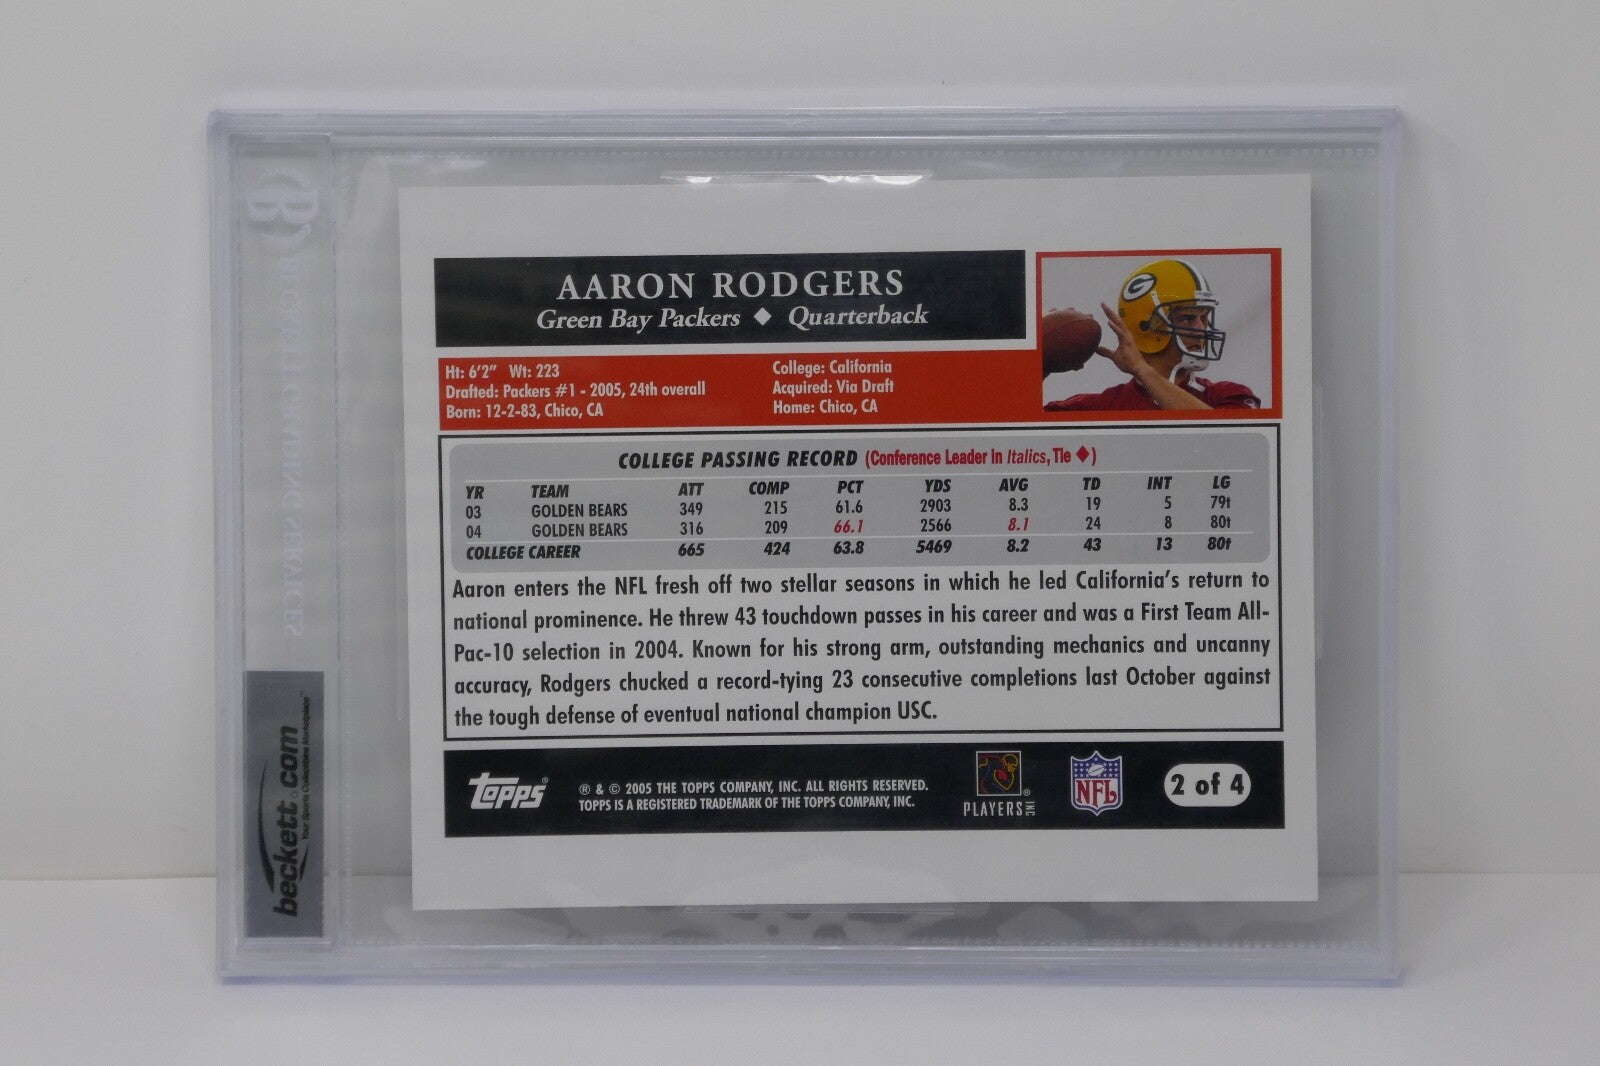 AARON RODGERS
Green Bay Packers ♦ Quarterback
Ht: 6'2" Wt: 223
Drafted: Packers #1 - 2005, 24th overall
Born: 12-2-83, Chico, CA
College: California
Acquired: Via Draft
Home: Chico, CA
COLLEGE PASSING RECORD (Conference Leader In Italics, Tie ♦)
YR TEAM ATT COMP PCT YDS AVG TD INT LG
03 GOLDEN BEARS 349 215 61.6 2903 8.3 19 5 79t
04 GOLDEN BEARS 316 209 66.1 2566 8.1 24 8 80t
COLLEGE CAREER 665 424 63.8 5469 8.2 43 13 80t
Aaron enters the NFL fresh off two stellar seasons in which he led California's return to
national prominence. He threw 43 touchdown passes in his career and was a First Team All-
Pac-10 selection in 2004. Known for his strong arm, outstanding mechanics and uncanny
accuracy, Rodgers chucked a record-tying 23 consecutive completions last October against
the tough defense of eventual national champion USC.
Topps®
® & © 2005 THE TOPPS COMPANY, INC. ALL RIGHTS RESERVED.
TOPPS IS A REGISTERED TRADEMARK OF THE TOPPS COMPANY, INC.
PLAYERS INC ®
NFL
2 of 4
G
BECKETT GRADING SERVICES
beckett.com™
Your Sports Collectibles Marketplace